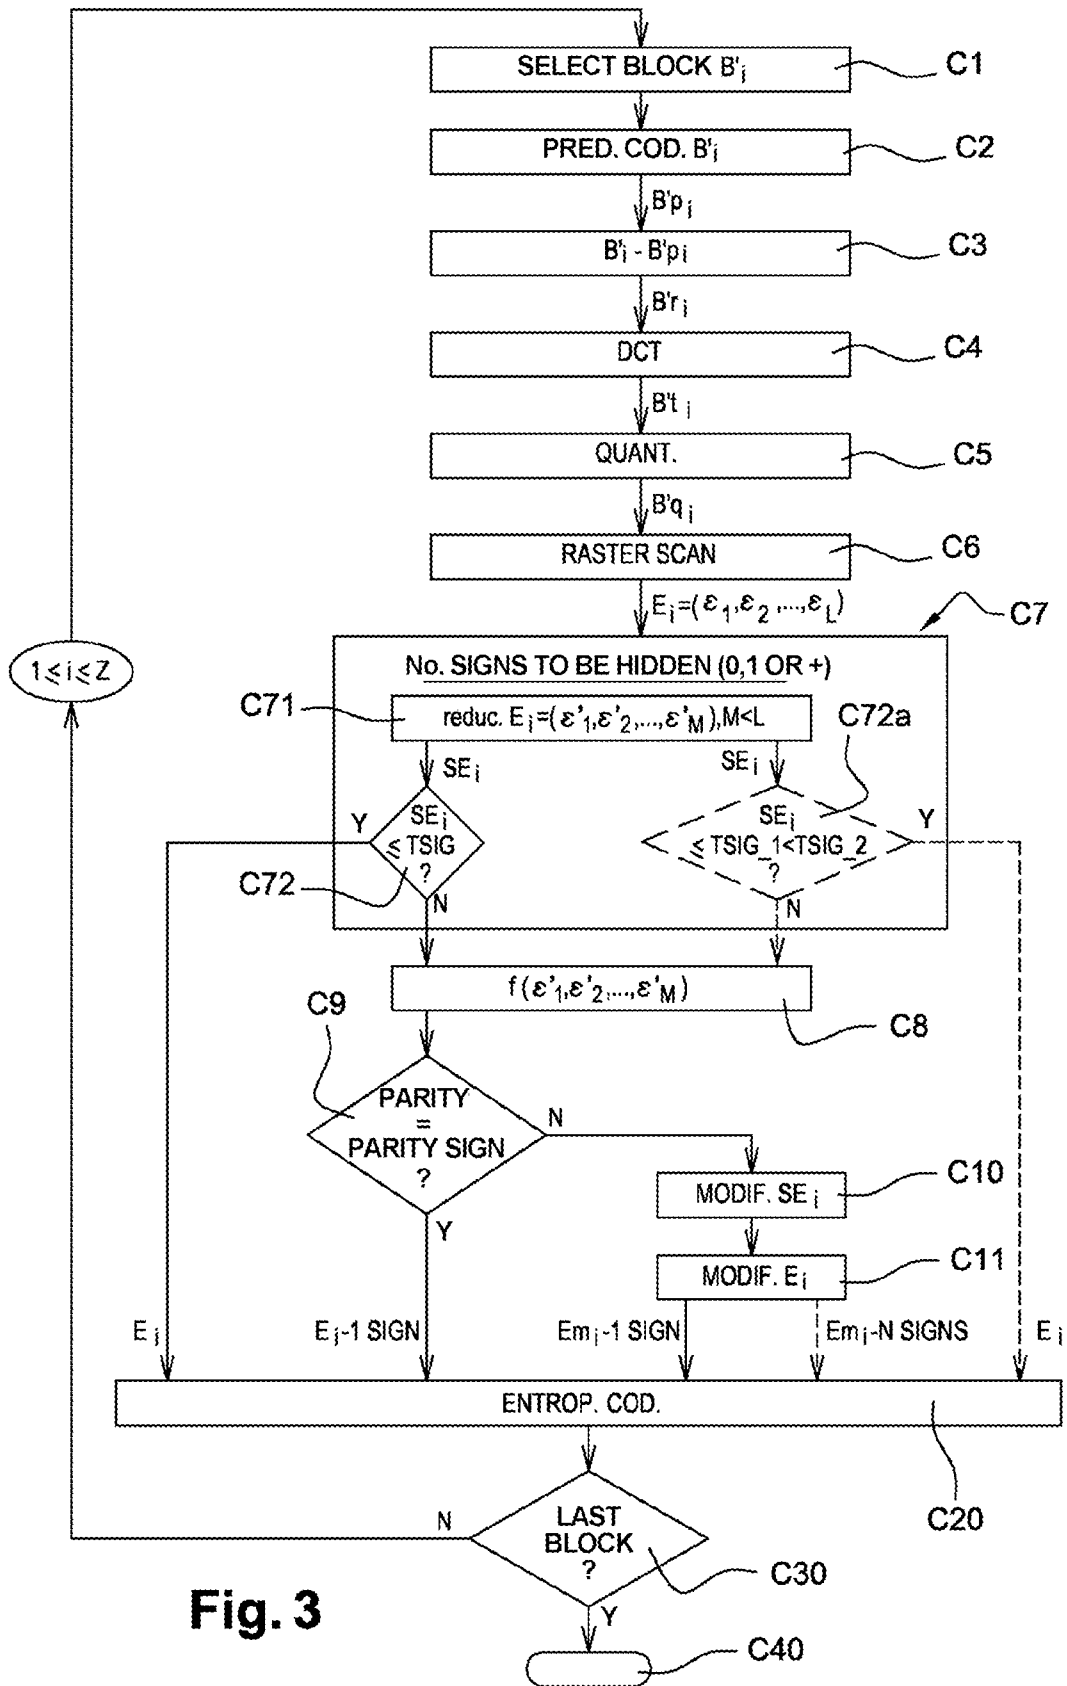 SELECT BLOCK B'i
C1
PRED. COD. B'i
C2
B'pi
B'i - B'pi
C3
B'ri
DCT
C4
B'ti
QUANT.
C5
B'qi
RASTER SCAN
C6
Ei=(ε1,ε2,...,εL)
C7
1≤i≤Z
No. SIGNS TO BE HIDDEN (0,1 OR +)
C71
reduc. Ei=(ε'1,ε'2,...,ε'M),M<L
C72a
SEi
SEi
Y
SEi
≤ TSIG
?
SEi
≤ TSIG_1<TSIG_2
?
Y
C72
N
N
f(ε'1,ε'2,...,ε'M)
C8
C9
PARITY
=
PARITY SIGN
?
N
Y
MODIF. SEi
C10
MODIF. Ei
C11
Ei
Ei-1 SIGN
Emi-1 SIGN
Emi-N SIGNS
Ei
ENTROP. COD.
C20
N
LAST
BLOCK
?
C30
Y
C40
Fig. 3